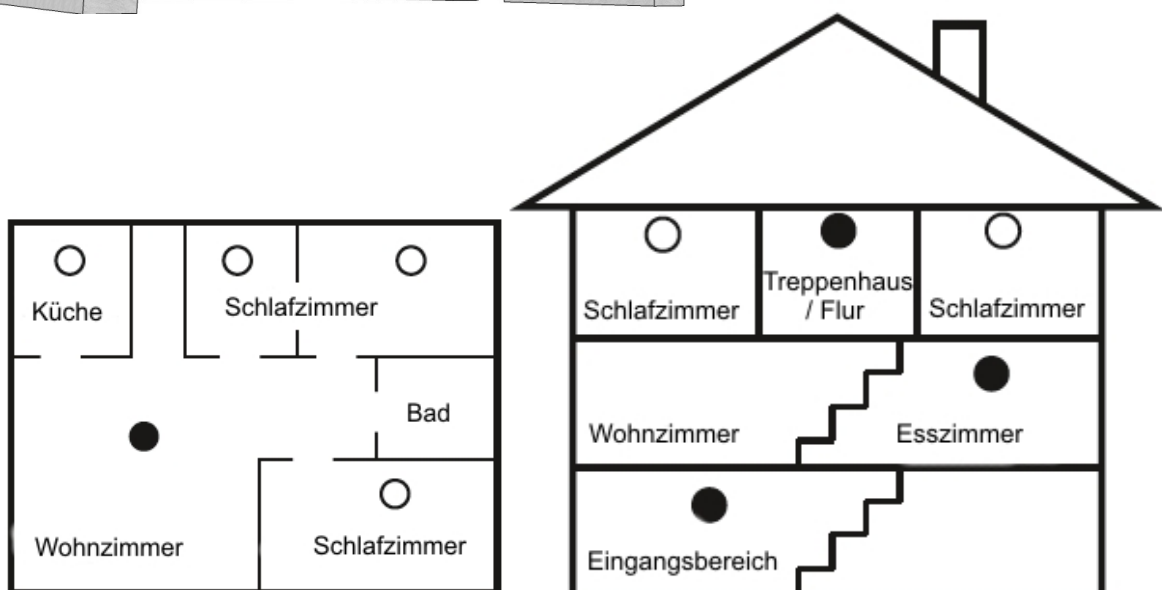 Küche
Schlafzimmer
Bad
Wohnzimmer
Schlafzimmer
Schlafzimmer
Treppenhaus
/ Flur
Schlafzimmer
Wohnzimmer
Esszimmer
Eingangsbereich